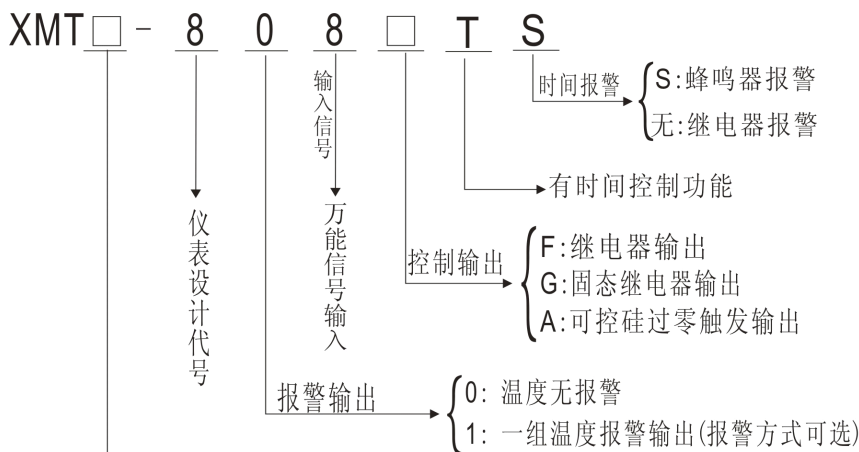 XMT□-808□TS
时间报警
S:蜂鸣器报警
无:继电器报警
有时间控制功能
输入信号
万能信号输入
仪表设计代号
控制输出
F:继电器输出
G:固态继电器输出
A:可控硅过零触发输出
报警输出
0: 温度无报警
1: 一组温度报警输出(报警方式可选)